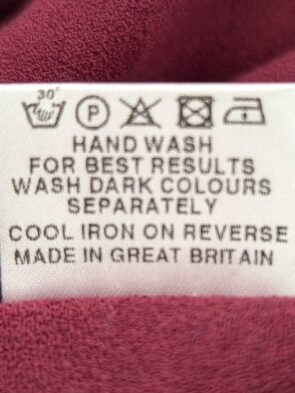 30°
P
HAND WASH
FOR BEST RESULTS
WASH DARK COLOURS
SEPARATELY
COOL IRON ON REVERSE
MADE IN GREAT BRITAIN